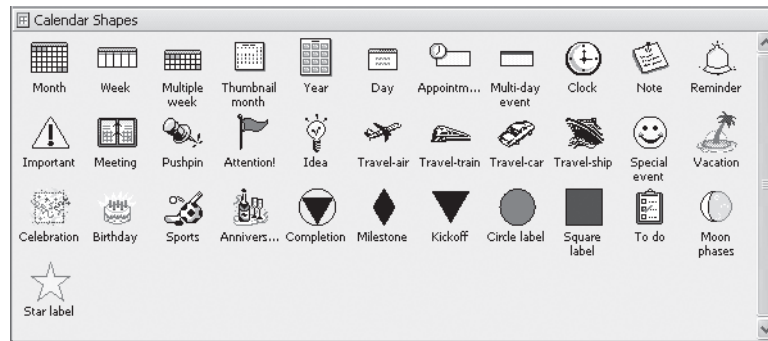 Calendar Shapes
Month Week Multiple week Thumbnail month Year Day Appointm... Multi-day event Clock Note Reminder
Important Meeting Pushpin Attention! Idea Travel-air Travel-train Travel-car Travel-ship Special event Vacation
Celebration Birthday Sports Annivers... Completion Milestone Kickoff Circle label Square label To do Moon phases
Star label